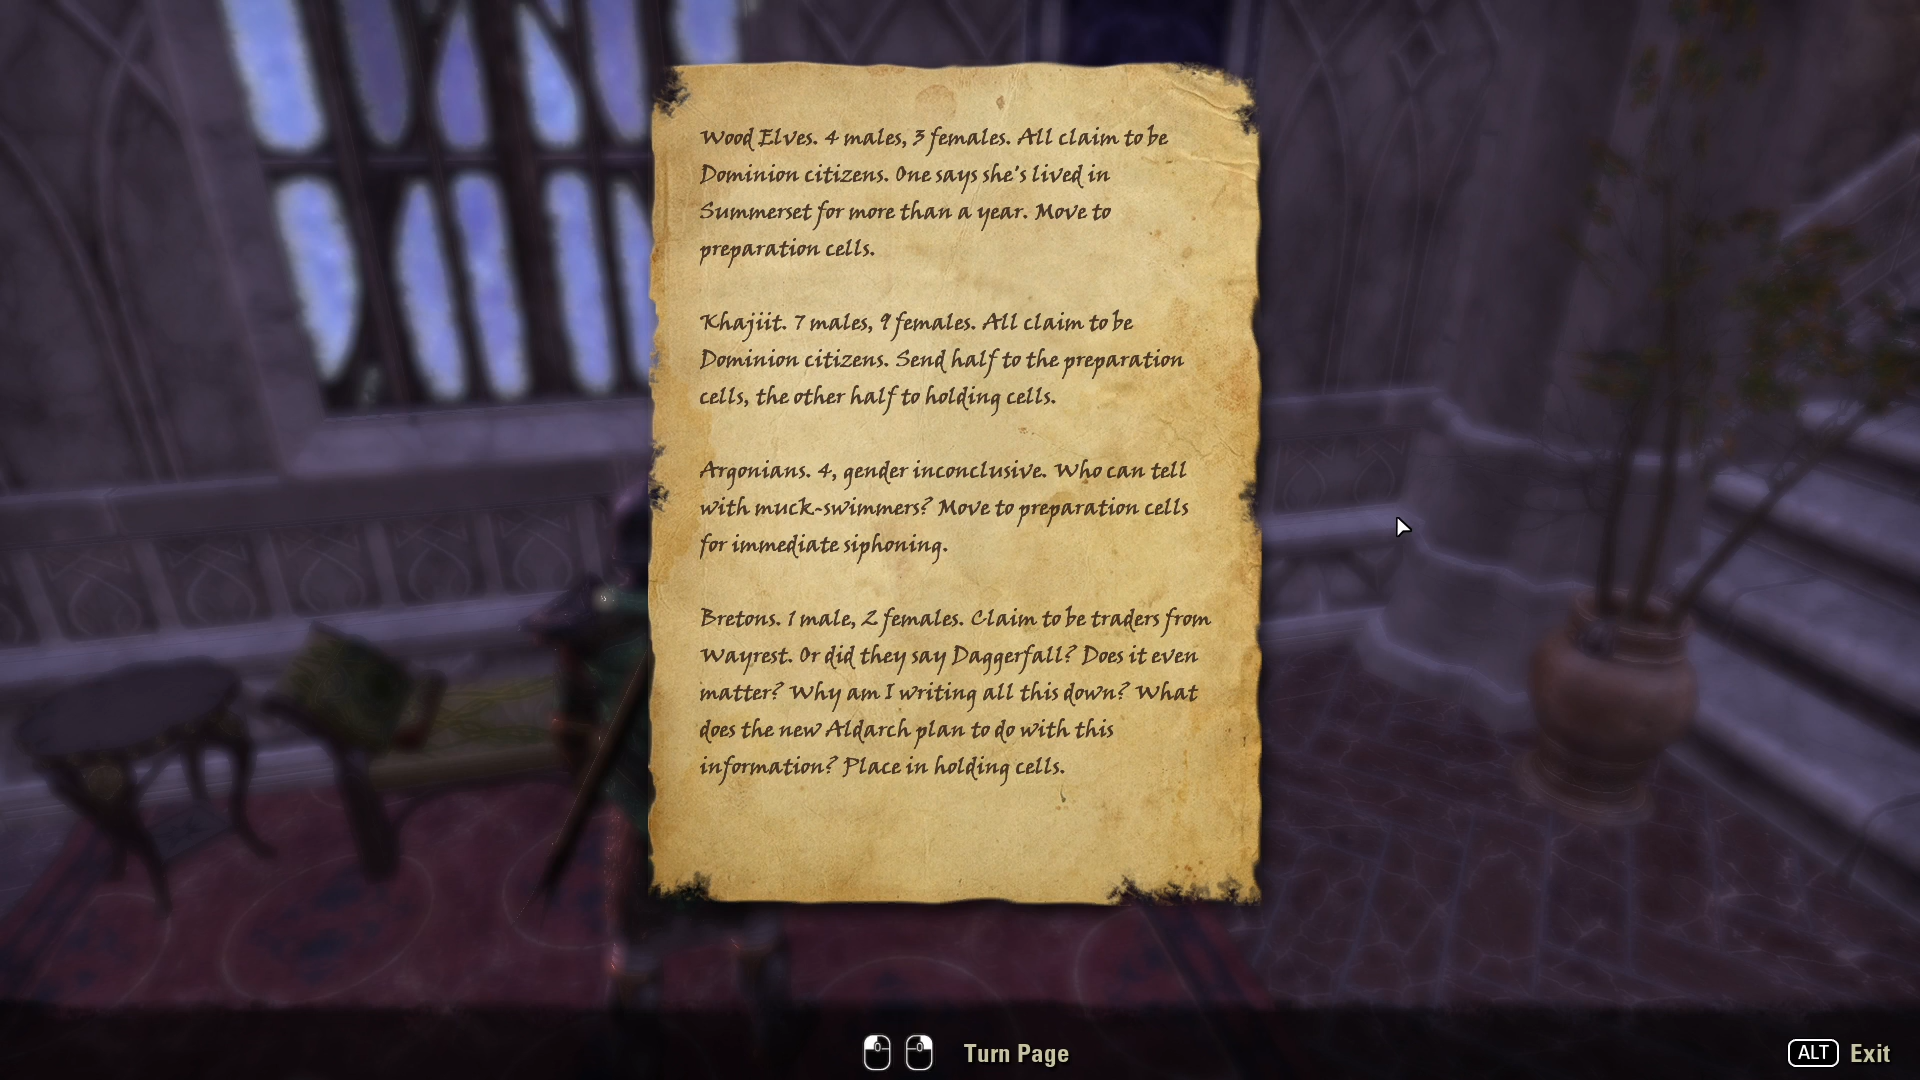 Wood Elves. 4 males, 3 females. All claim to be
Dominion citizens. One says she's lived in
Summerset for more than a year. Move to
preparation cells.
Khajiit. 7 males, 9 females. All claim to be
Dominion citizens. Send half to the preparation
cells, the other half to holding cells.
Argonians. 4, gender inconclusive. Who can tell
with muck-swimmers? Move to preparation cells
for immediate siphoning.
Bretons. 1 male, 2 females. Claim to be traders from
Wayrest. Or did they say Daggerfall? Does it even
matter? Why am I writing all this down? What
does the new Aldarch plan to do with this
information? Place in holding cells.
Turn Page
ALT Exit